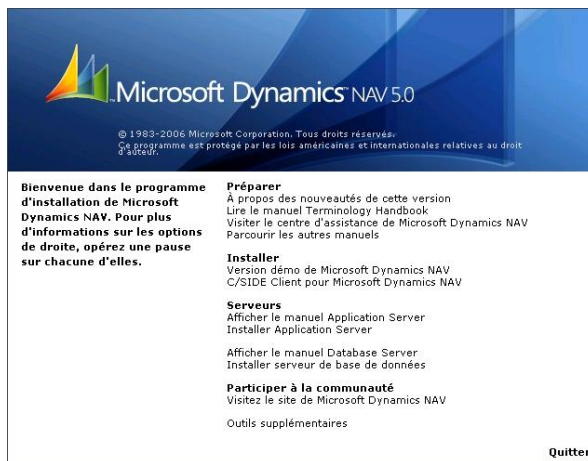 Microsoft Dynamics™ NAV 5.0
© 1983-2006 Microsoft Corporation. Tous droits réservés.
Ce programme est protégé par les lois américaines et internationales relatives au droit
d'auteur.
Bienvenue dans le programme
d'installation de Microsoft
Dynamics NAV. Pour plus
d'informations sur les options
de droite, opérez une pause
sur chacune d'elles.
Préparer
À propos des nouveautés de cette version
Lire le manuel Terminology Handbook
Visiter le centre d'assistance de Microsoft Dynamics NAV
Parcourir les autres manuels
Installer
Version démo de Microsoft Dynamics NAV
C/SIDE Client pour Microsoft Dynamics NAV
Serveurs
Afficher le manuel Application Server
Installer Application Server
Afficher le manuel Database Server
Installer serveur de base de données
Participer à la communauté
Visitez le site de Microsoft Dynamics NAV
Outils supplémentaires
Quitter